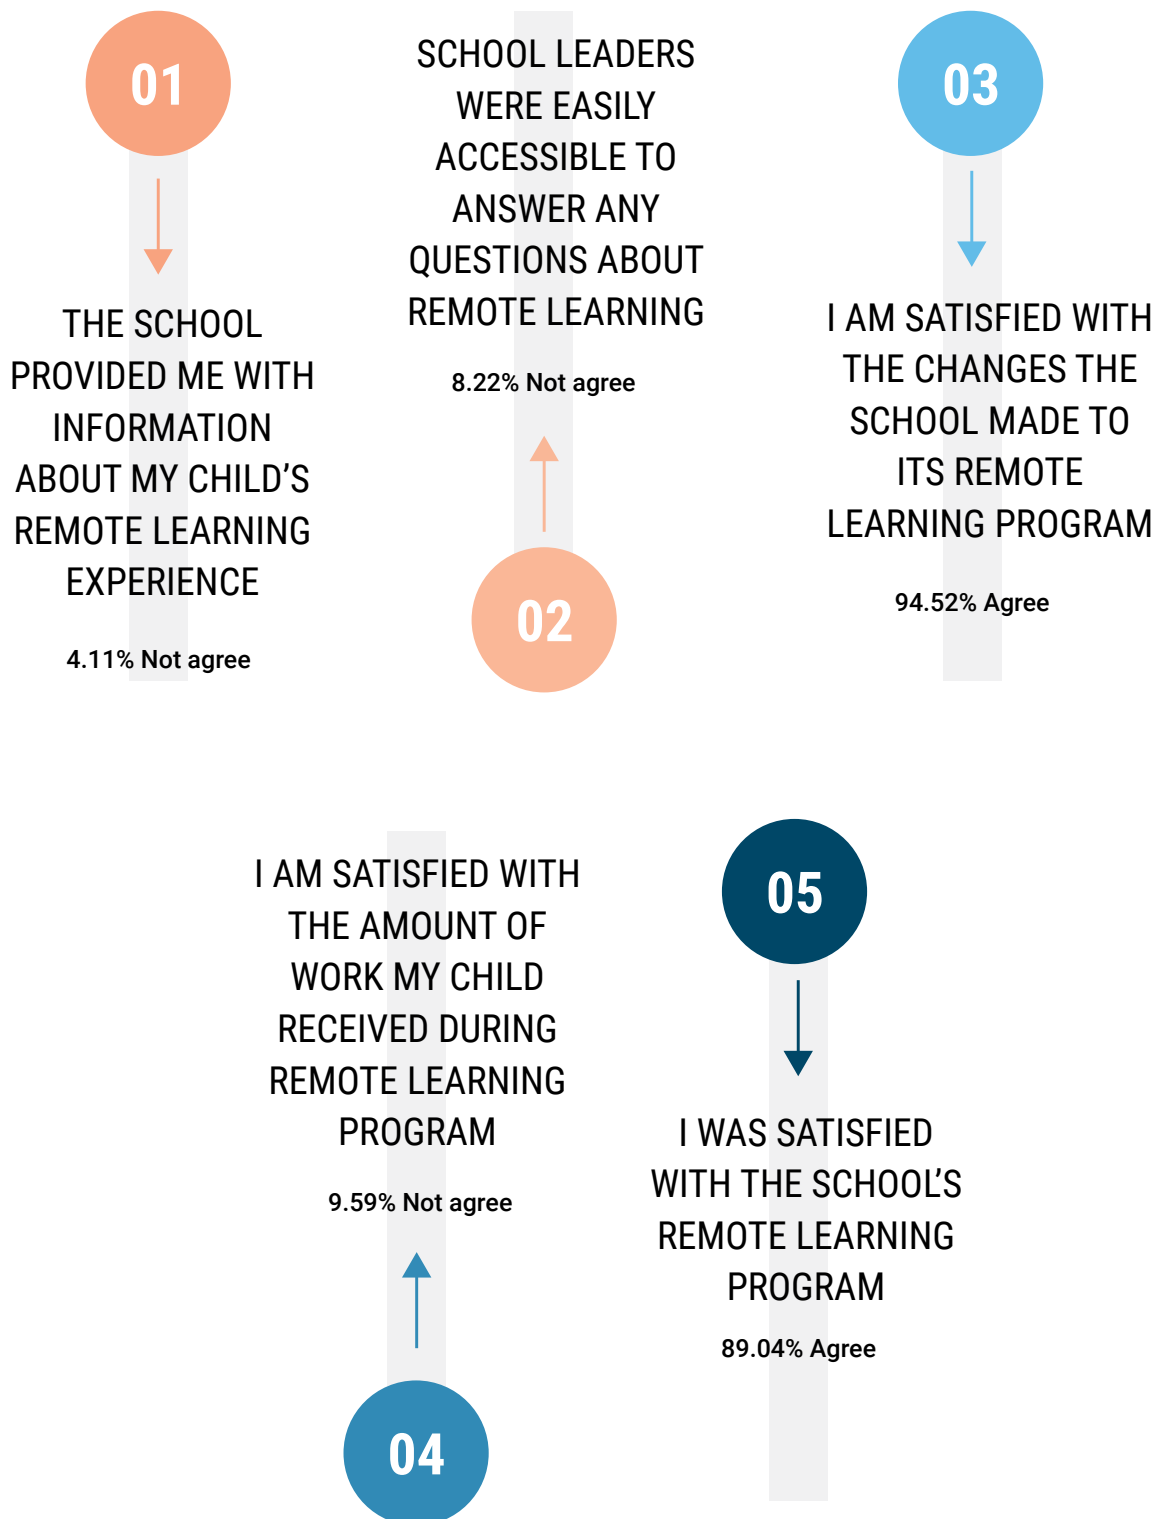 01
THE SCHOOL
PROVIDED ME WITH
INFORMATION
ABOUT MY CHILD’S
REMOTE LEARNING
EXPERIENCE
4.11% Not agree
SCHOOL LEADERS
WERE EASILY
ACCESSIBLE TO
ANSWER ANY
QUESTIONS ABOUT
REMOTE LEARNING
8.22% Not agree
02
03
I AM SATISFIED WITH
THE CHANGES THE
SCHOOL MADE TO
ITS REMOTE
LEARNING PROGRAM
94.52% Agree
I AM SATISFIED WITH
THE AMOUNT OF
WORK MY CHILD
RECEIVED DURING
REMOTE LEARNING
PROGRAM
9.59% Not agree
04
05
I WAS SATISFIED
WITH THE SCHOOL’S
REMOTE LEARNING
PROGRAM
89.04% Agree